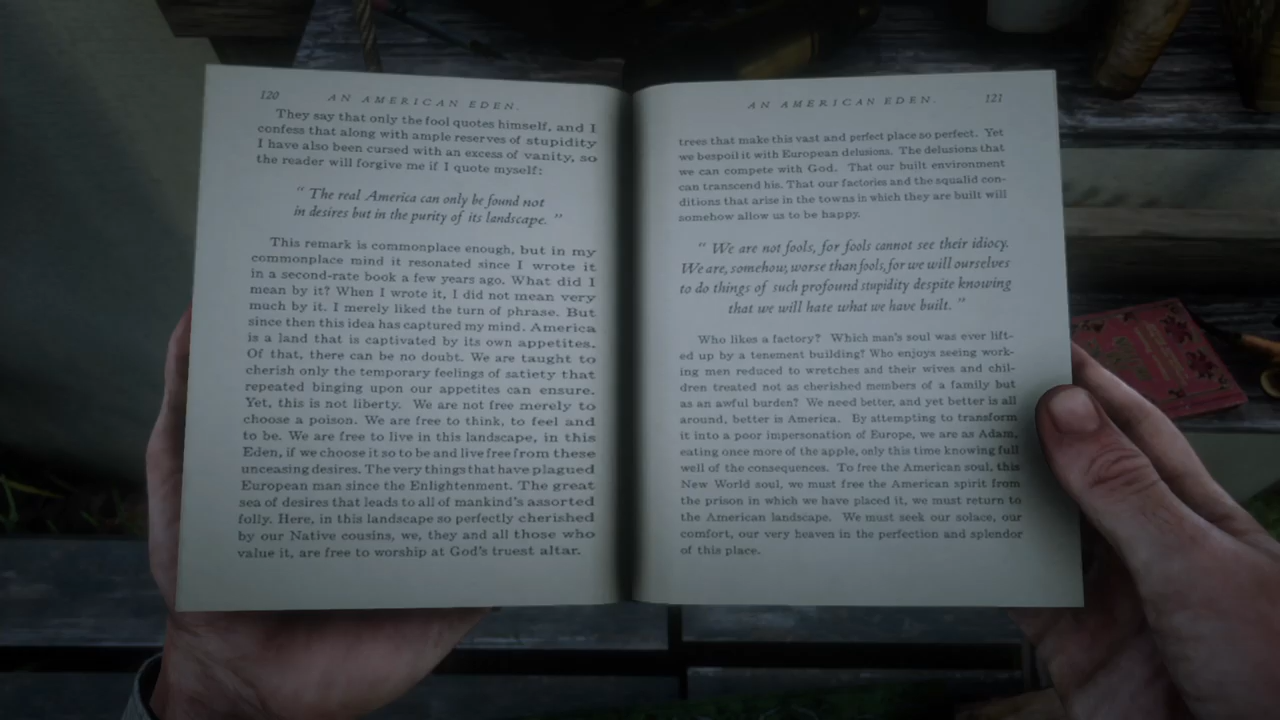 120 AN AMERICAN EDEN.
They say that only the fool quotes himself, and I
confess that along with ample reserves of stupidity
I have also been cursed with an excess of vanity, so
the reader will forgive me if I quote myself:
“ The real America can only be found not
in desires but in the purity of its landscape. ”
This remark is commonplace enough, but in my
commonplace mind it resonated since I wrote it
in a second-rate book a few years ago. What did I
mean by it? When I wrote it, I did not mean very
much by it. I merely liked the turn of phrase. But
since then this idea has captured my mind. America
is a land that is captivated by its own appetites.
Of that, there can be no doubt. We are taught to
cherish only the temporary feelings of satiety that
repeated binging upon our appetites can ensure.
Yet, this is not liberty. We are not free merely to
choose a poison. We are free to think, to feel and
to be. We are free to live in this landscape, in this
Eden, if we choose it so to be and live free from these
unceasing desires. The very things that have plagued
European man since the Enlightenment. The great
sea of desires that leads to all of mankind's assorted
folly. Here, in this landscape so perfectly cherished
by our Native cousins, we, they and all those who
value it, are free to worship at God's truest altar.
AN AMERICAN EDEN. 121
trees that make this vast and perfect place so perfect. Yet
we bespoil it with European delusions. The delusions that
we can compete with God. That our built environment
can transcend his. That our factories and the squalid con-
ditions that arise in the towns in which they are built will
somehow allow us to be happy.
“ We are not fools, for fools cannot see their idiocy.
We are, somehow, worse than fools, for we will ourselves
to do things of such profound stupidity despite knowing
that we will hate what we have built. ”
Who likes a factory? Which man's soul was ever lift-
ed up by a tenement building? Who enjoys seeing work-
ing men reduced to wretches and their wives and chil-
dren treated not as cherished members of a family but
as an awful burden? We need better, and yet better is all
around, better is America. By attempting to transform
it into a poor impersonation of Europe, we are as Adam,
eating once more of the apple, only this time knowing full
well of the consequences. To free the American soul, this
New World soul, we must free the American spirit from
the prison in which we have placed it, we must return to
the American landscape. We must seek our solace, our
comfort, our very heaven in the perfection and splendor
of this place.